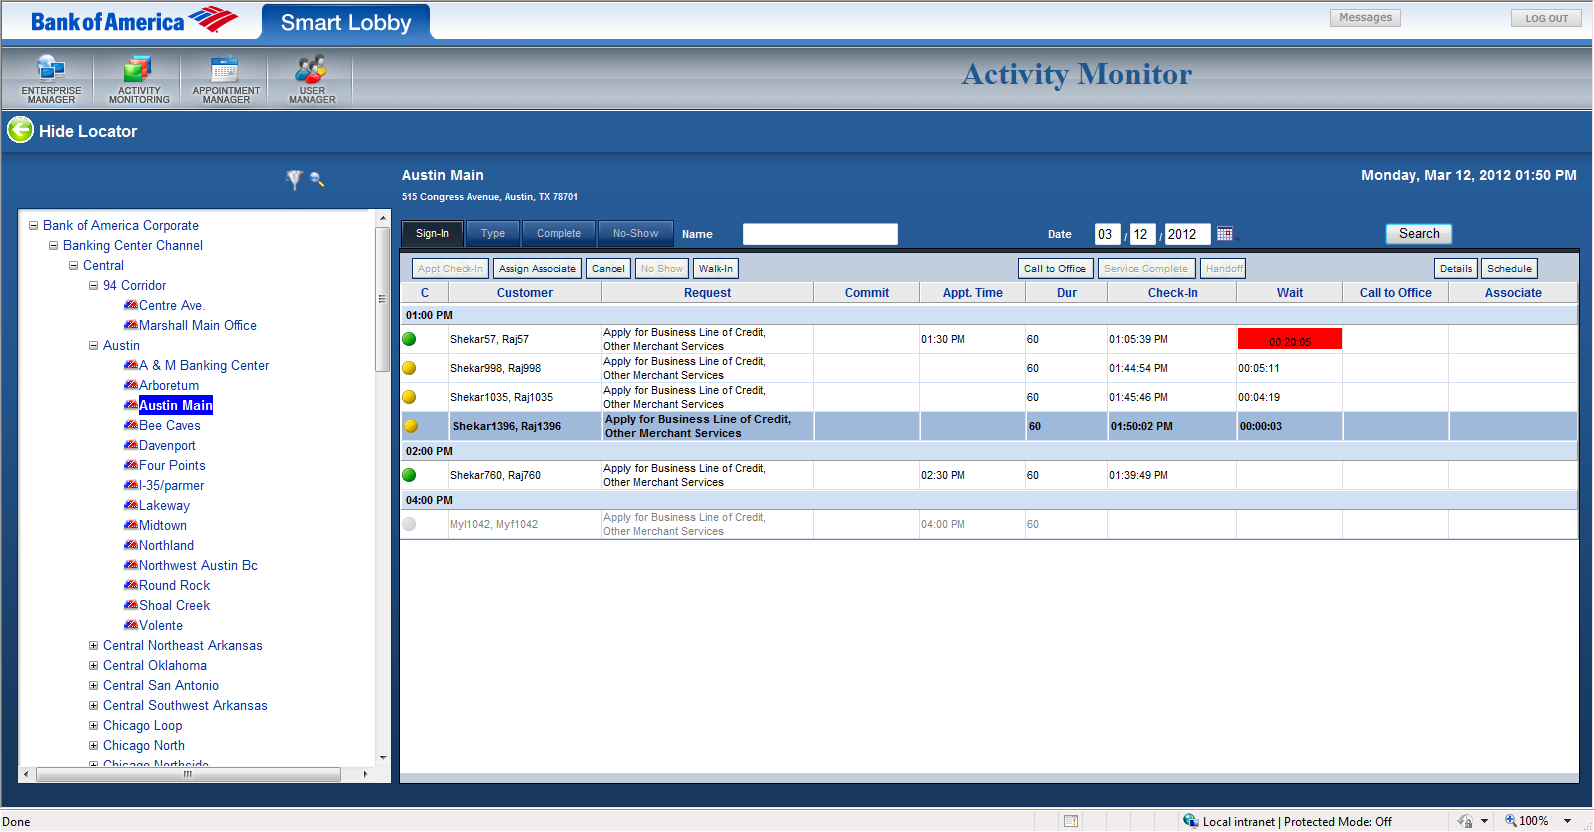 Bank of America
Smart Lobby
Messages
LOG OUT
ENTERPRISE MANAGER
ACTIVITY MONITORING
APPOINTMENT MANAGER
USER MANAGER
Activity Monitor
Hide Locator
Bank of America Corporate
Banking Center Channel
Central
94 Corridor
Centre Ave.
Marshall Main Office
Austin
A & M Banking Center
Arboretum
Austin Main
Bee Caves
Davenport
Four Points
I-35/parmer
Lakeway
Midtown
Northland
Northwest Austin Bc
Round Rock
Shoal Creek
Volente
Central Northeast Arkansas
Central Oklahoma
Central San Antonio
Central Southwest Arkansas
Chicago Loop
Chicago North
Chicago Northside
Austin Main
Monday, Mar 12, 2012 01:50 PM
515 Congress Avenue, Austin, TX 78701
Sign-In Type Complete No-Show Name Date 03 / 12 / 2012 Search
Appt Check-In Assign Associate Cancel No Show Walk-In Call to Office Service Complete Handoff Details Schedule
C Customer Request Commit Appt. Time Dur Check-In Wait Call to Office Associate
01:00 PM
Shekar57, Raj57 Apply for Business Line of Credit, 01:30 PM 60 01:05:39 PM 00:20:05
Other Merchant Services
Shekar998, Raj998 Apply for Business Line of Credit, 60 01:44:54 PM 00:05:11
Other Merchant Services
Shekar1035, Raj1035 Apply for Business Line of Credit, 60 01:45:46 PM 00:04:19
Other Merchant Services
Shekar1396, Raj1396 Apply for Business Line of Credit, 60 01:50:02 PM 00:00:03
Other Merchant Services
02:00 PM
Shekar760, Raj760 Apply for Business Line of Credit, 02:30 PM 60 01:39:49 PM
Other Merchant Services
04:00 PM
Myl1042, Myf1042 Apply for Business Line of Credit, 04:00 PM 60
Other Merchant Services
Done
Local intranet | Protected Mode: Off
100%